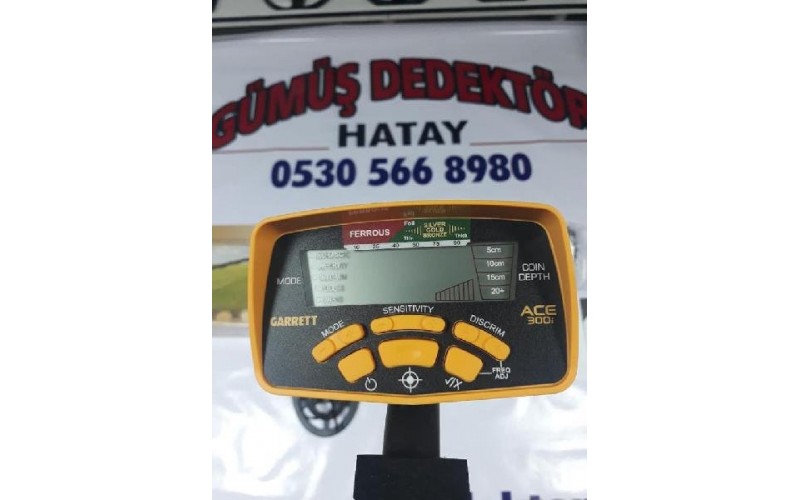 GÜMÜŞ DEDEKTÖR
HATAY
0530 566 8980
FERROUS
SILVER
GOLD
BRONZE
5cm
10cm
15cm
20+
MODE
COIN
DEPTH
SENSITIVITY
GARRETT
MODE
DISCRIM
ACE
300i
FREQ
ADJ